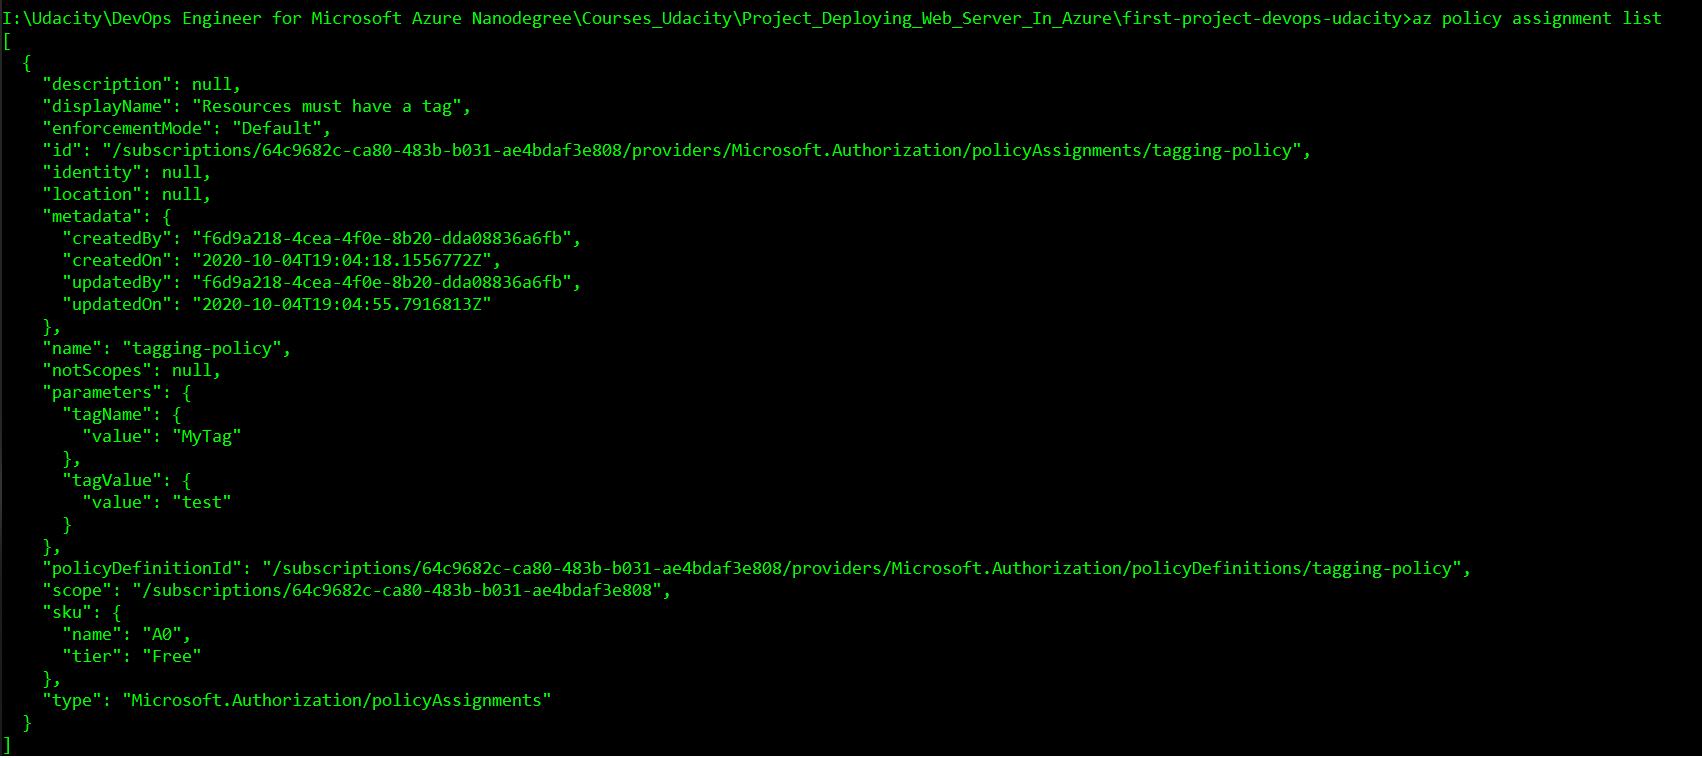 I:\Udacity\DevOps Engineer for Microsoft Azure Nanodegree\Courses_Udacity\Project_Deploying_Web_Server_In_Azure\first-project-devops-udacity>az policy assignment list
[
  {
    "description": null,
    "displayName": "Resources must have a tag",
    "enforcementMode": "Default",
    "id": "/subscriptions/64c9682c-ca80-483b-b031-ae4bdaf3e808/providers/Microsoft.Authorization/policyAssignments/tagging-policy",
    "identity": null,
    "location": null,
    "metadata": {
      "createdBy": "f6d9a218-4cea-4f0e-8b20-dda08836a6fb",
      "createdOn": "2020-10-04T19:04:18.1556772Z",
      "updatedBy": "f6d9a218-4cea-4f0e-8b20-dda08836a6fb",
      "updatedOn": "2020-10-04T19:04:55.7916813Z"
    },
    "name": "tagging-policy",
    "notScopes": null,
    "parameters": {
      "tagName": {
        "value": "MyTag"
      },
      "tagValue": {
        "value": "test"
      }
    },
    "policyDefinitionId": "/subscriptions/64c9682c-ca80-483b-b031-ae4bdaf3e808/providers/Microsoft.Authorization/policyDefinitions/tagging-policy",
    "scope": "/subscriptions/64c9682c-ca80-483b-b031-ae4bdaf3e808",
    "sku": {
      "name": "A0",
      "tier": "Free"
    },
    "type": "Microsoft.Authorization/policyAssignments"
  }
]